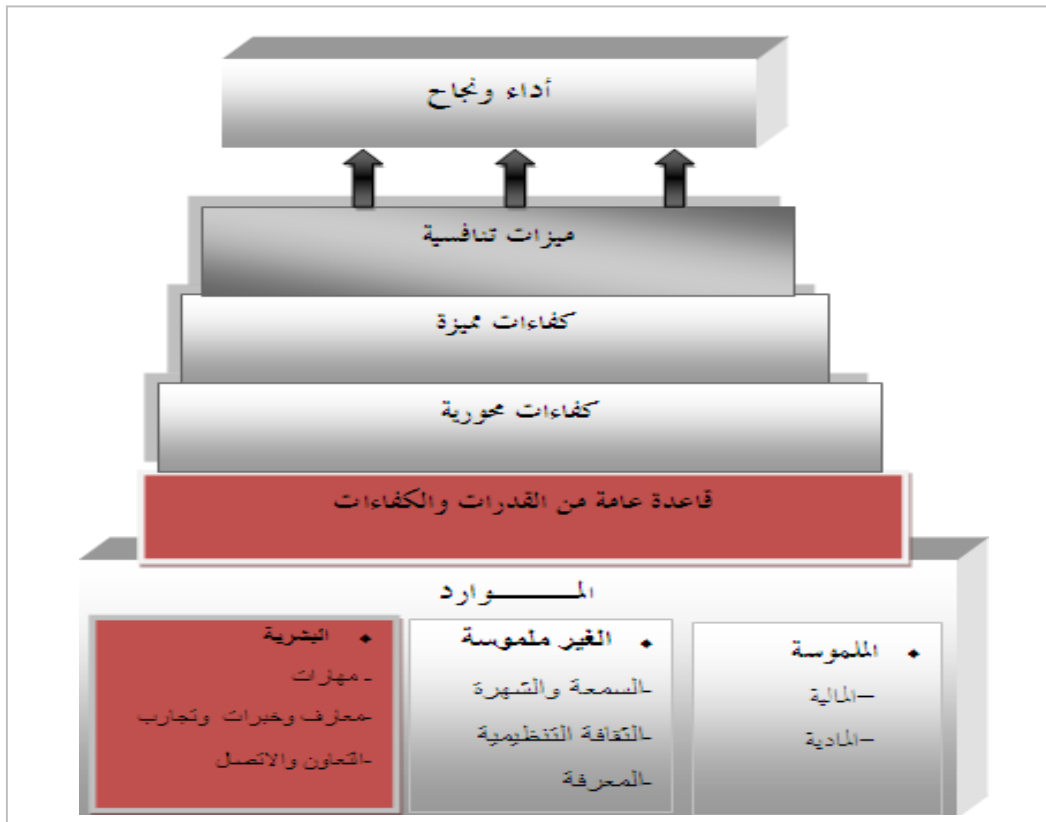 أداء ونجاح
ميزات تنافسية
كفاءات مميزة
كفاءات محورية
قاعدة عامة من القدرات والكفاءات
المـــــــوارد
♦ الملموسة
–المالية
–المادية
♦ الغير ملموسة
-السمعة والشهرة
-الثقافة التنظيمية
-المعرفة
♦ البشرية
- مهارات
-معارف وخبرات وتجارب
-التعاون والاتصال